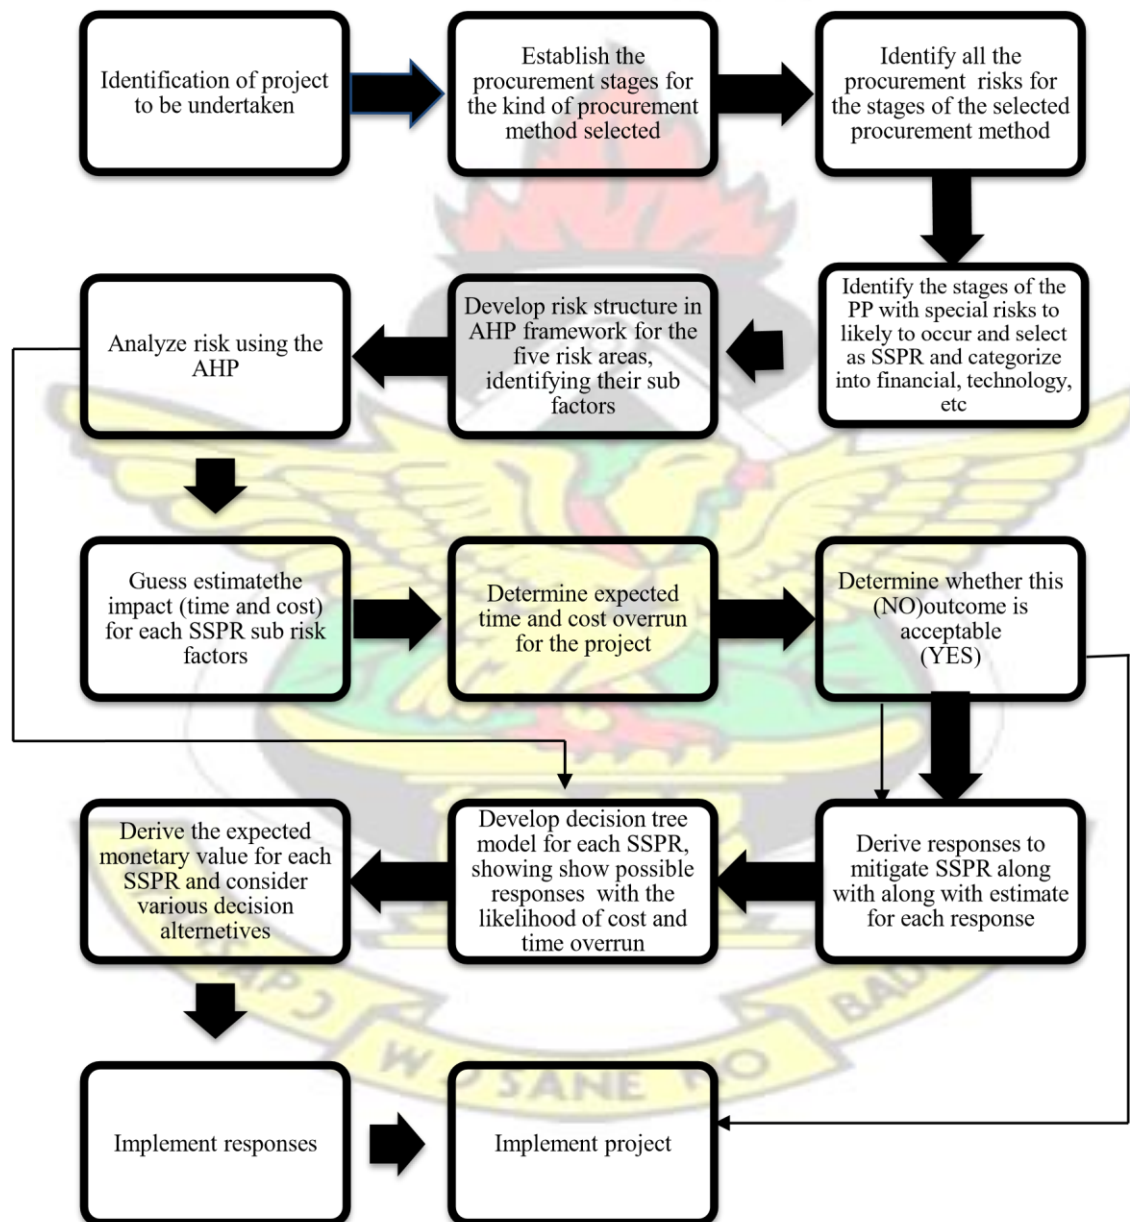 Identification of project
to be undertaken
Establish the
procurement stages for
the kind of procurement
method selected
Identify all the
procurement risks for
the stages of the selected
procurement method
Analyze risk using the
AHP
Develop risk structure in
AHP framework for the
five risk areas,
identifying their sub
factors
Identify the stages of the
PP with special risks to
likely to occur and select
as SSPR and categorize
into financial, technology,
etc
Guess estimatethe
impact (time and cost)
for each SSPR sub risk
factors
Determine expected
time and cost overrun
for the project
Determine whether this
(NO)outcome is
acceptable
(YES)
Derive the expected
monetary value for each
SSPR and consider
various decision
alternetives
Develop decision tree
model for each SSPR,
showing show possible
responses with the
likelihood of cost and
time overrun
Derive responses to
mitigate SSPR along
with along with estimate
for each response
WƆ SANE NO
Implement responses
Implement project